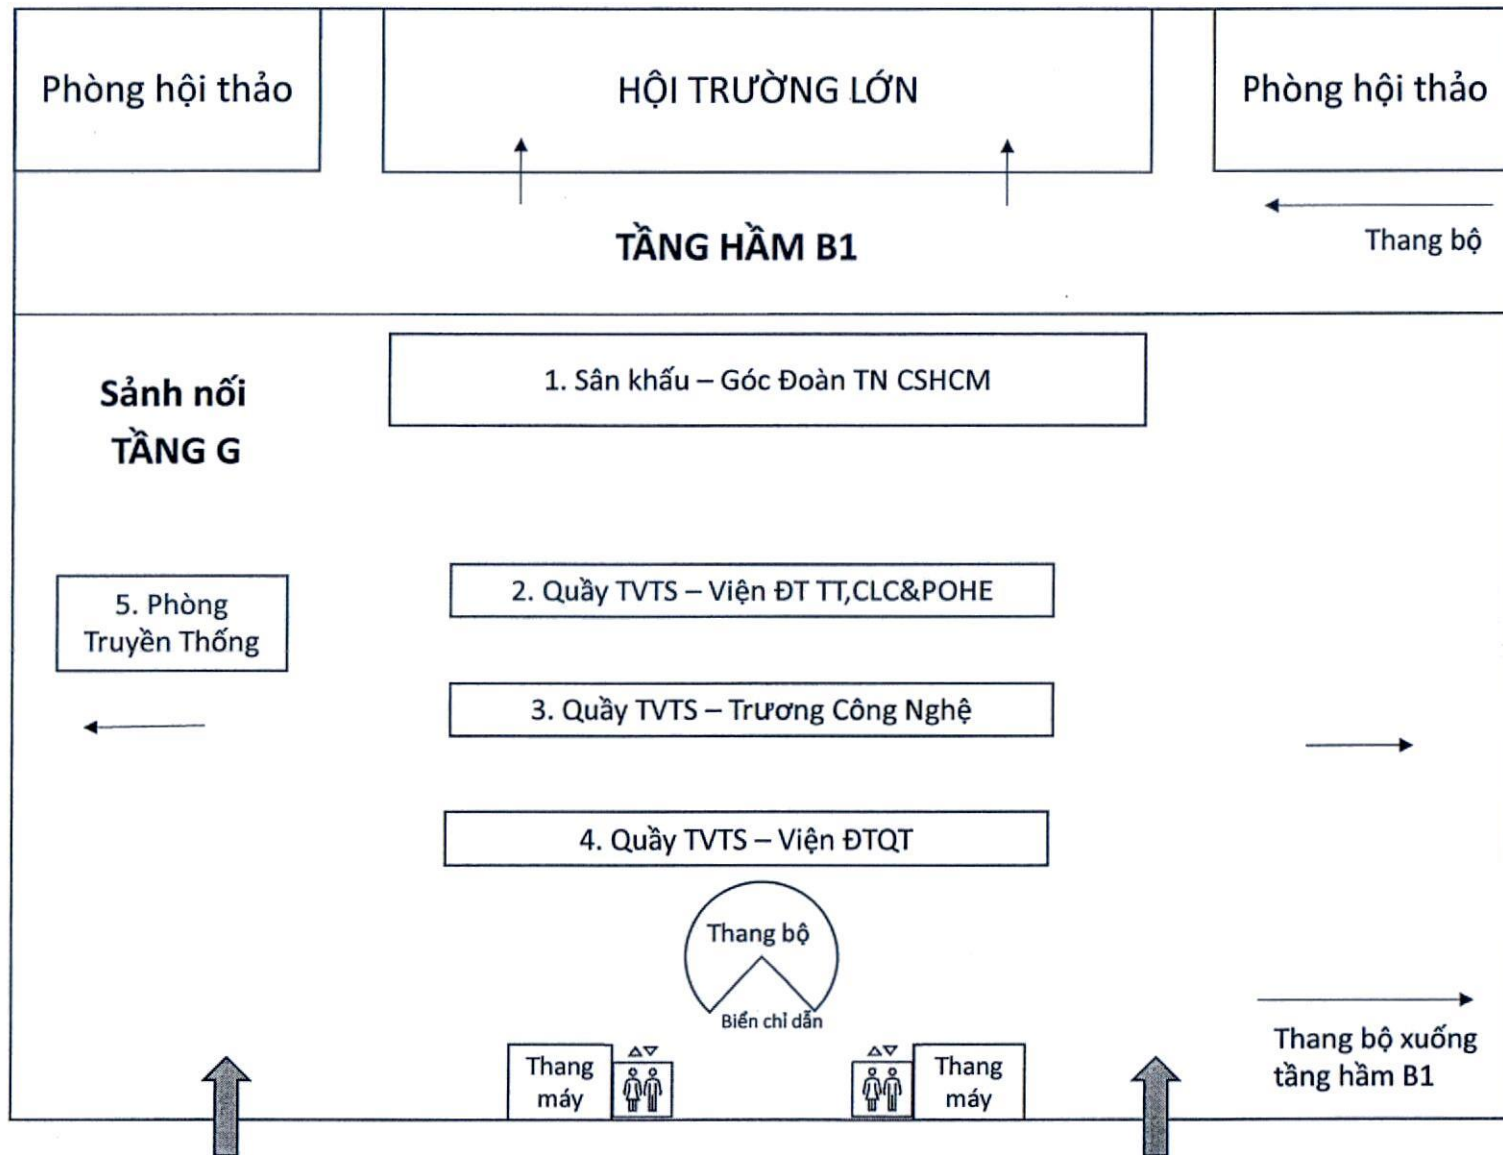 Phòng hội thảo
HỘI TRƯỜNG LỚN
Phòng hội thảo
TẦNG HẦM B1
Thang bộ
1. Sân khấu – Góc Đoàn TN CSHCM
Sảnh nối
TẦNG G
2. Quầy TVTS – Viện ĐT TT,CLC&POHE
5. Phòng
Truyền Thống
3. Quầy TVTS – Trương Công Nghệ
4. Quầy TVTS – Viện ĐTQT
Thang bộ
Biển chỉ dẫn
Thang bộ xuống
tầng hầm B1
Thang
máy
Thang
máy